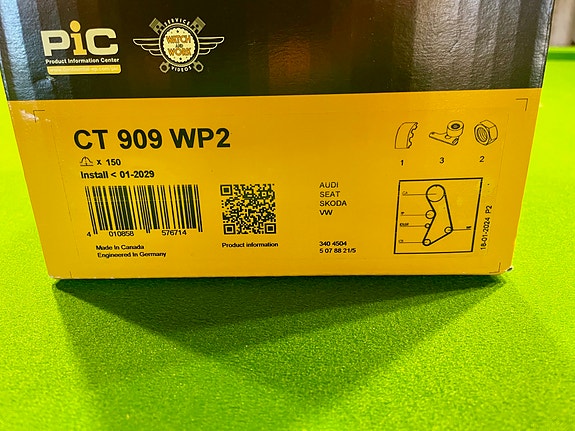 PiC
Product Information Center
SERVICE
WATCH
AND
WORK
VIDEOS
CT 909 WP2
x 150
Install < 01-2029
4 010858 576714
Made In Canada
Engineered In Germany
Product information
AUDI
SEAT
SKODA
VW
340 4504
5 07 88 21/5
1 3 2
18-01-2024 P2